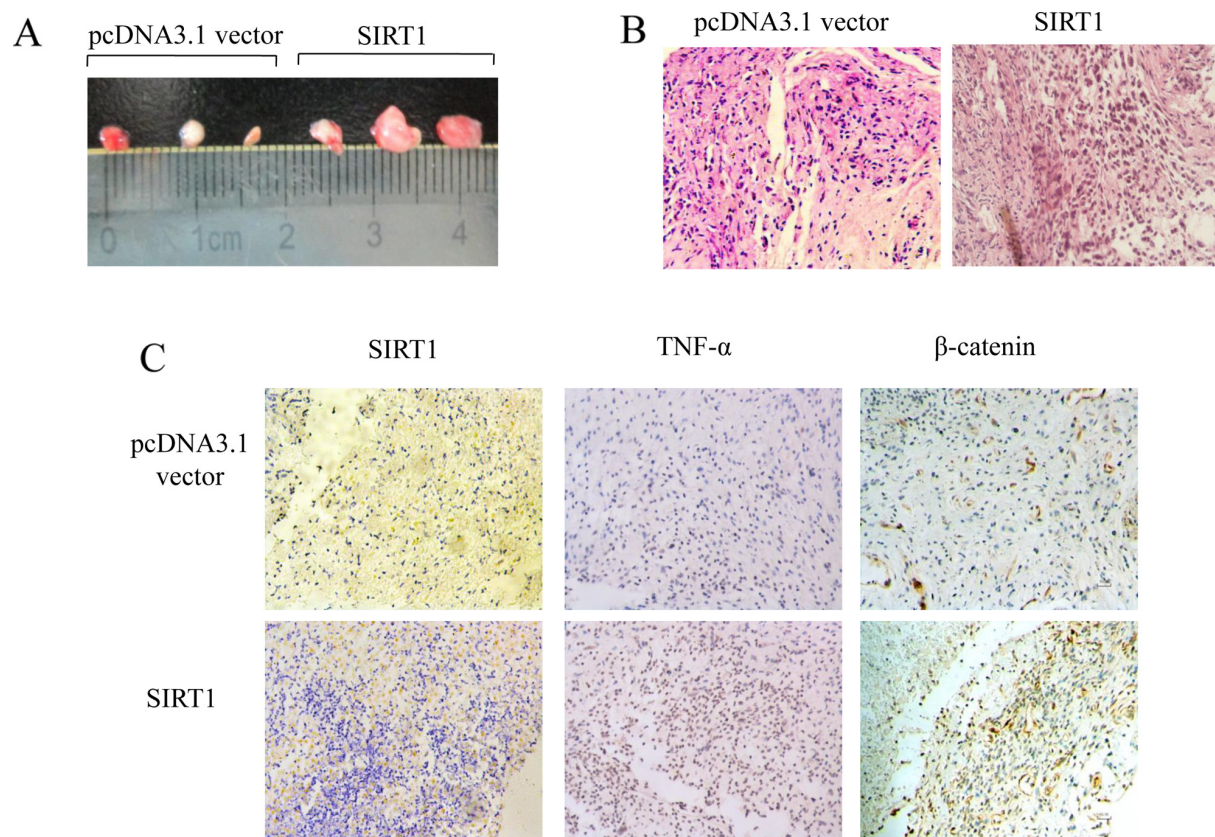 A
pcDNA3.1 vector
SIRT1
0 1cm 2 3 4
B
pcDNA3.1 vector
SIRT1
C
SIRT1
TNF-α
β-catenin
pcDNA3.1
vector
SIRT1